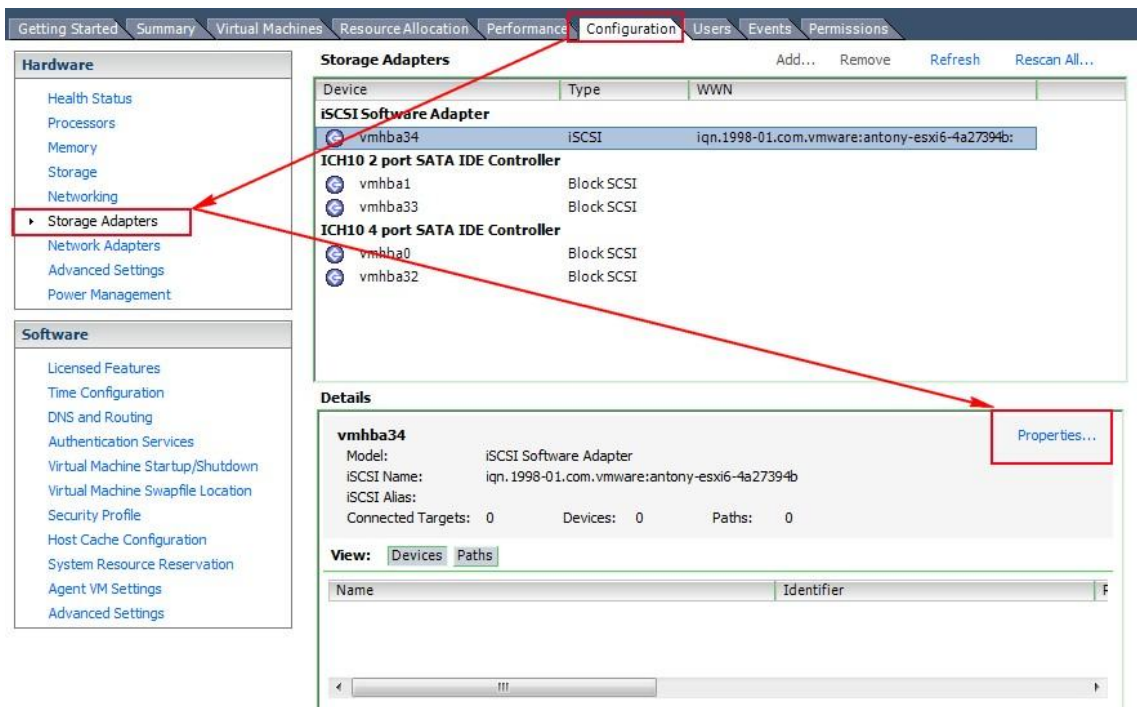 Getting Started Summary Virtual Machines Resource Allocation Performance Configuration Users Events Permissions
Hardware
Health Status
Processors
Memory
Storage
Networking
Storage Adapters
Network Adapters
Advanced Settings
Power Management
Software
Licensed Features
Time Configuration
DNS and Routing
Authentication Services
Virtual Machine Startup/Shutdown
Virtual Machine Swapfile Location
Security Profile
Host Cache Configuration
System Resource Reservation
Agent VM Settings
Advanced Settings
Storage Adapters Add... Remove Refresh Rescan All...
Device Type WWN
iSCSI Software Adapter
vmhba34 iSCSI iqn.1998-01.com.vmware:antony-esxi6-4a27394b:
ICH10 2 port SATA IDE Controller
vmhba1 Block SCSI
vmhba33 Block SCSI
ICH10 4 port SATA IDE Controller
vmhba0 Block SCSI
vmhba32 Block SCSI
Details
vmhba34 Properties...
Model: iSCSI Software Adapter
iSCSI Name: iqn.1998-01.com.vmware:antony-esxi6-4a27394b
iSCSI Alias:
Connected Targets: 0 Devices: 0 Paths: 0
View: Devices Paths
Name Identifier